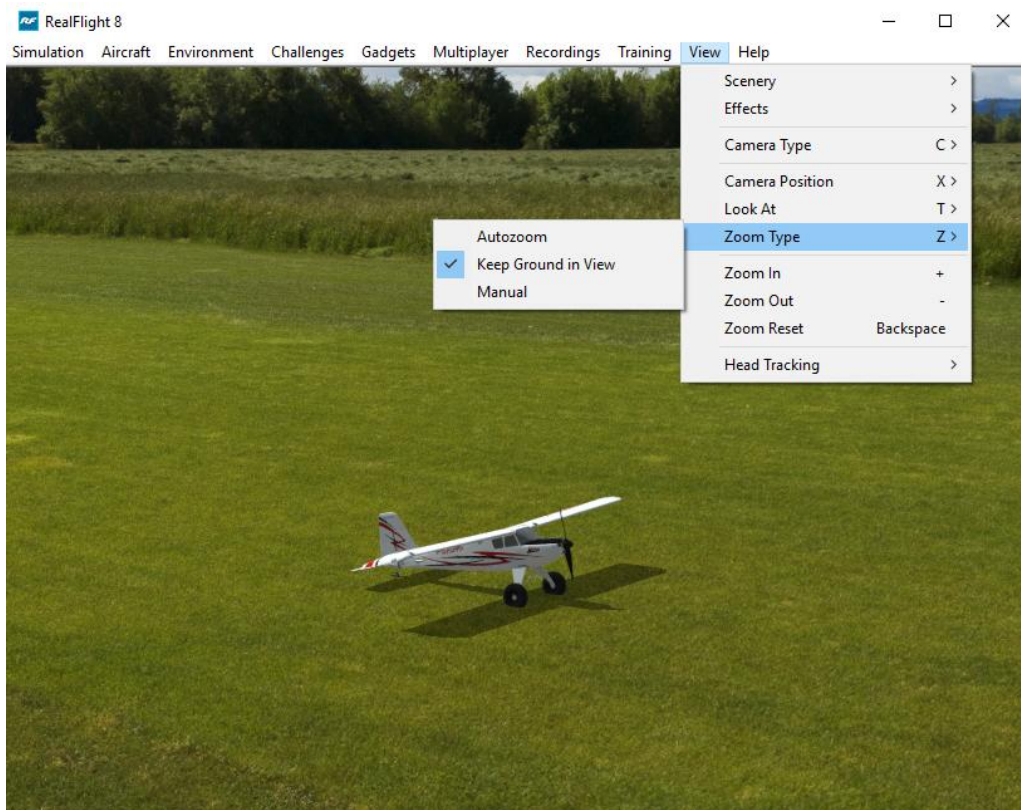 RF RealFlight 8
Simulation Aircraft Environment Challenges Gadgets Multiplayer Recordings Training View Help
Scenery >
Effects >
Camera Type C >
Camera Position X >
Look At T >
Zoom Type Z >
Autozoom
Keep Ground in View
Manual
Zoom In +
Zoom Out -
Zoom Reset Backspace
Head Tracking >